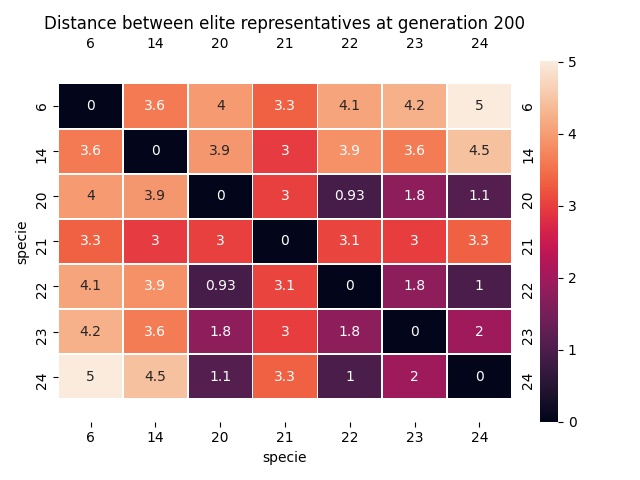 Distance between elite representatives at generation 200
6 14 20 21 22 23 24
6 0 3.6 4 3.3 4.1 4.2 5 6
14 3.6 0 3.9 3 3.9 3.6 4.5 14
20 4 3.9 0 3 0.93 1.8 1.1 20
21 3.3 3 3 0 3.1 3 3.3 21
22 4.1 3.9 0.93 3.1 0 1.8 1 22
23 4.2 3.6 1.8 3 1.8 0 2 23
24 5 4.5 1.1 3.3 1 2 0 24
6 14 20 21 22 23 24
specie
specie
5
4
3
2
1
0